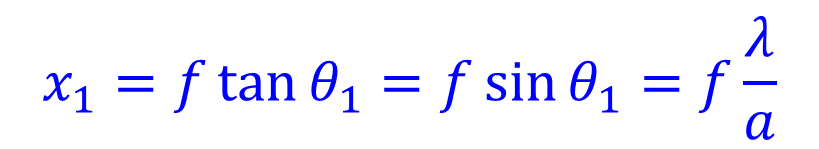 x₁ = f tan θ₁ = f sin θ₁ = f λ/a